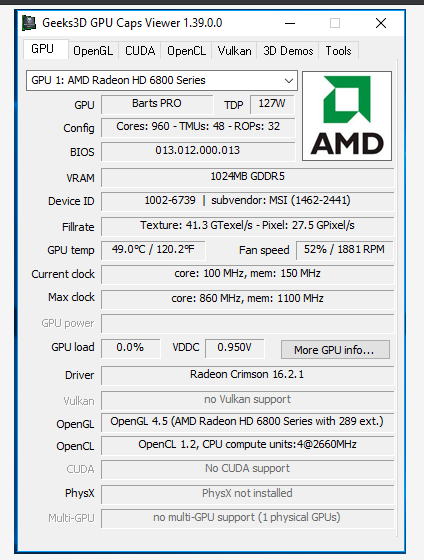 Geeks3D GPU Caps Viewer 1.39.0.0
GPU OpenGL CUDA OpenCL Vulkan 3D Demos Tools
GPU 1: AMD Radeon HD 6800 Series
GPU Barts PRO TDP 127W
Config Cores: 960 - TMUs: 48 - ROPs: 32
BIOS 013.012.000.013
AMD
VRAM 1024MB GDDR5
Device ID 1002-6739 | subvendor: MSI (1462-2441)
Fillrate Texture: 41.3 GTexel/s - Pixel: 27.5 GPixel/s
GPU temp 49.0°C / 120.2°F Fan speed 52% / 1881 RPM
Current clock core: 100 MHz, mem: 150 MHz
Max clock core: 860 MHz, mem: 1100 MHz
GPU power
GPU load 0.0% VDDC 0.950V More GPU info...
Driver Radeon Crimson 16.2.1
Vulkan no Vulkan support
OpenGL OpenGL 4.5 (AMD Radeon HD 6800 Series with 289 ext.)
OpenCL OpenCL 1.2, CPU compute units:4@2660MHz
CUDA No CUDA support
PhysX PhysX not installed
Multi-GPU no multi-GPU support (1 physical GPUs)